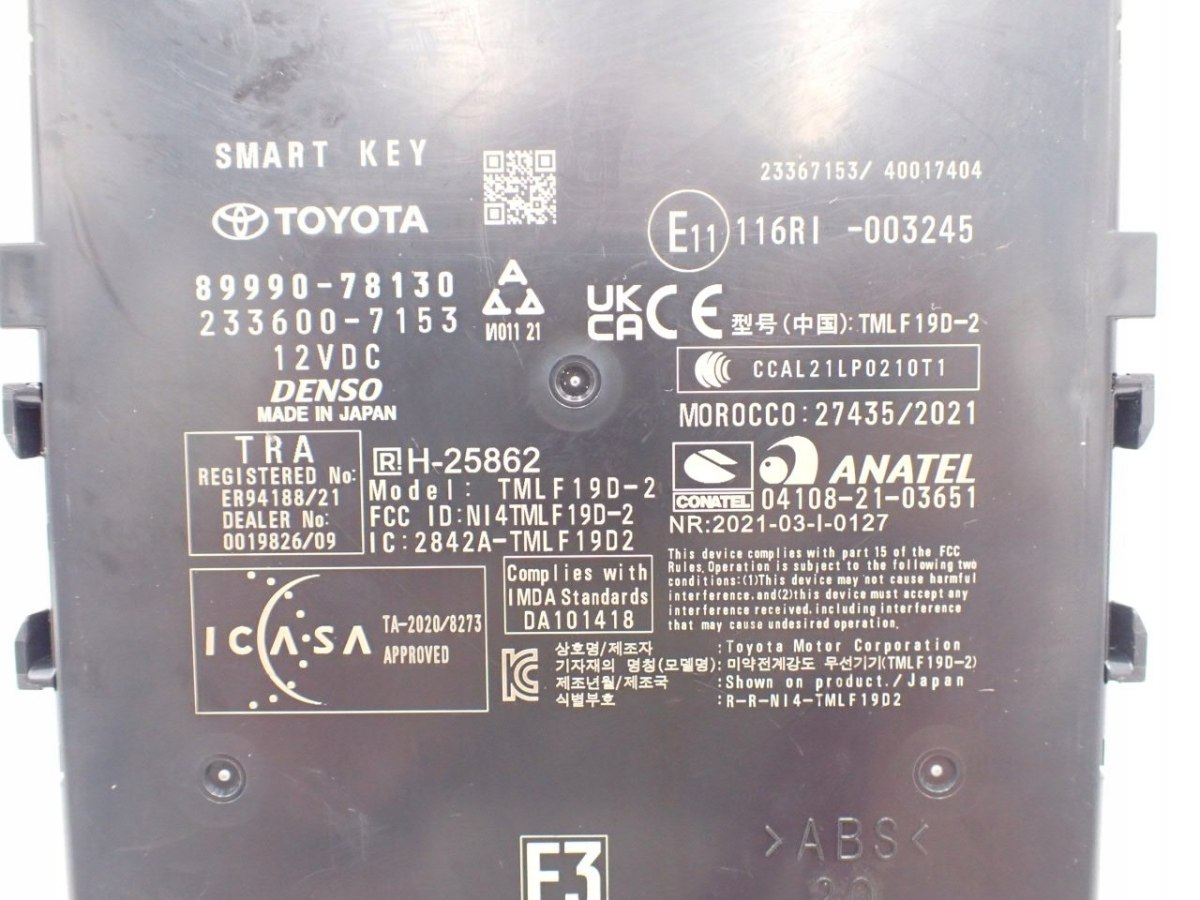 SMART KEY
TOYOTA
89990-78130
233600-7153
12VDC
DENSO
MADE IN JAPAN
A
И011 21
23367153/ 40017404
E11 116RI -003245
UK
CA CE 型号(中国): TMLF19D-2
CCAL21LP0210T1
MOROCCO: 27435/2021
TRA
REGISTERED No:
ER94188/21
DEALER No:
0019826/09
R H-25862
Model: TMLF19D-2
FCC ID:NI4TMLF19D-2
IC:2842A-TMLF19D2
CONATEL
ANATEL
04108-21-03651
NR:2021-03-I-0127
This device complies with part 15 of the FCC
Rules. Operation is subject to the following two
conditions:(1)This device may not cause harmful
interference.and(2)this device must accept any
interference received, including interference
that may cause undesired operation.
ICASA
TA-2020/8273
APPROVED
Complies with
IMDA Standards
DA101418
상호명/제조자 :Toyota Motor Corporation
기자재의 명칭(모델명): 미약전계강도 무선기기(TMLF19D-2)
제조년월/제조국 :Shown on product./Japan
식별부호 :R-R-NI4-TMLF19D2
>ABS<